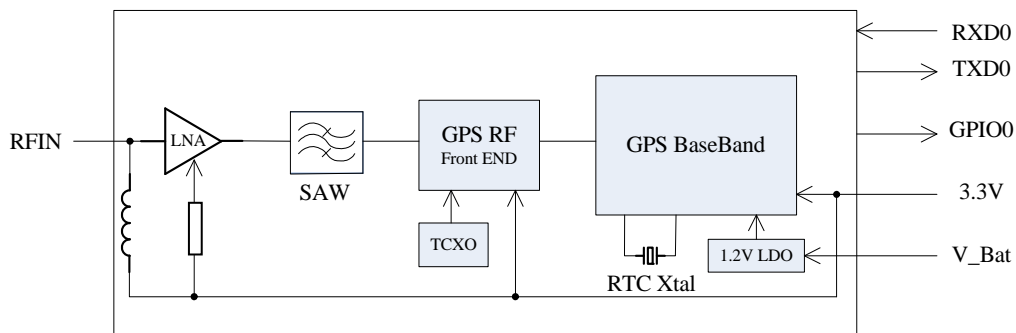 RXD0
TXD0
RFIN
LNA
SAW
GPS RF
Front END
GPS BaseBand
GPIO0
3.3V
TCXO
1.2V LDO
V_Bat
RTC Xtal